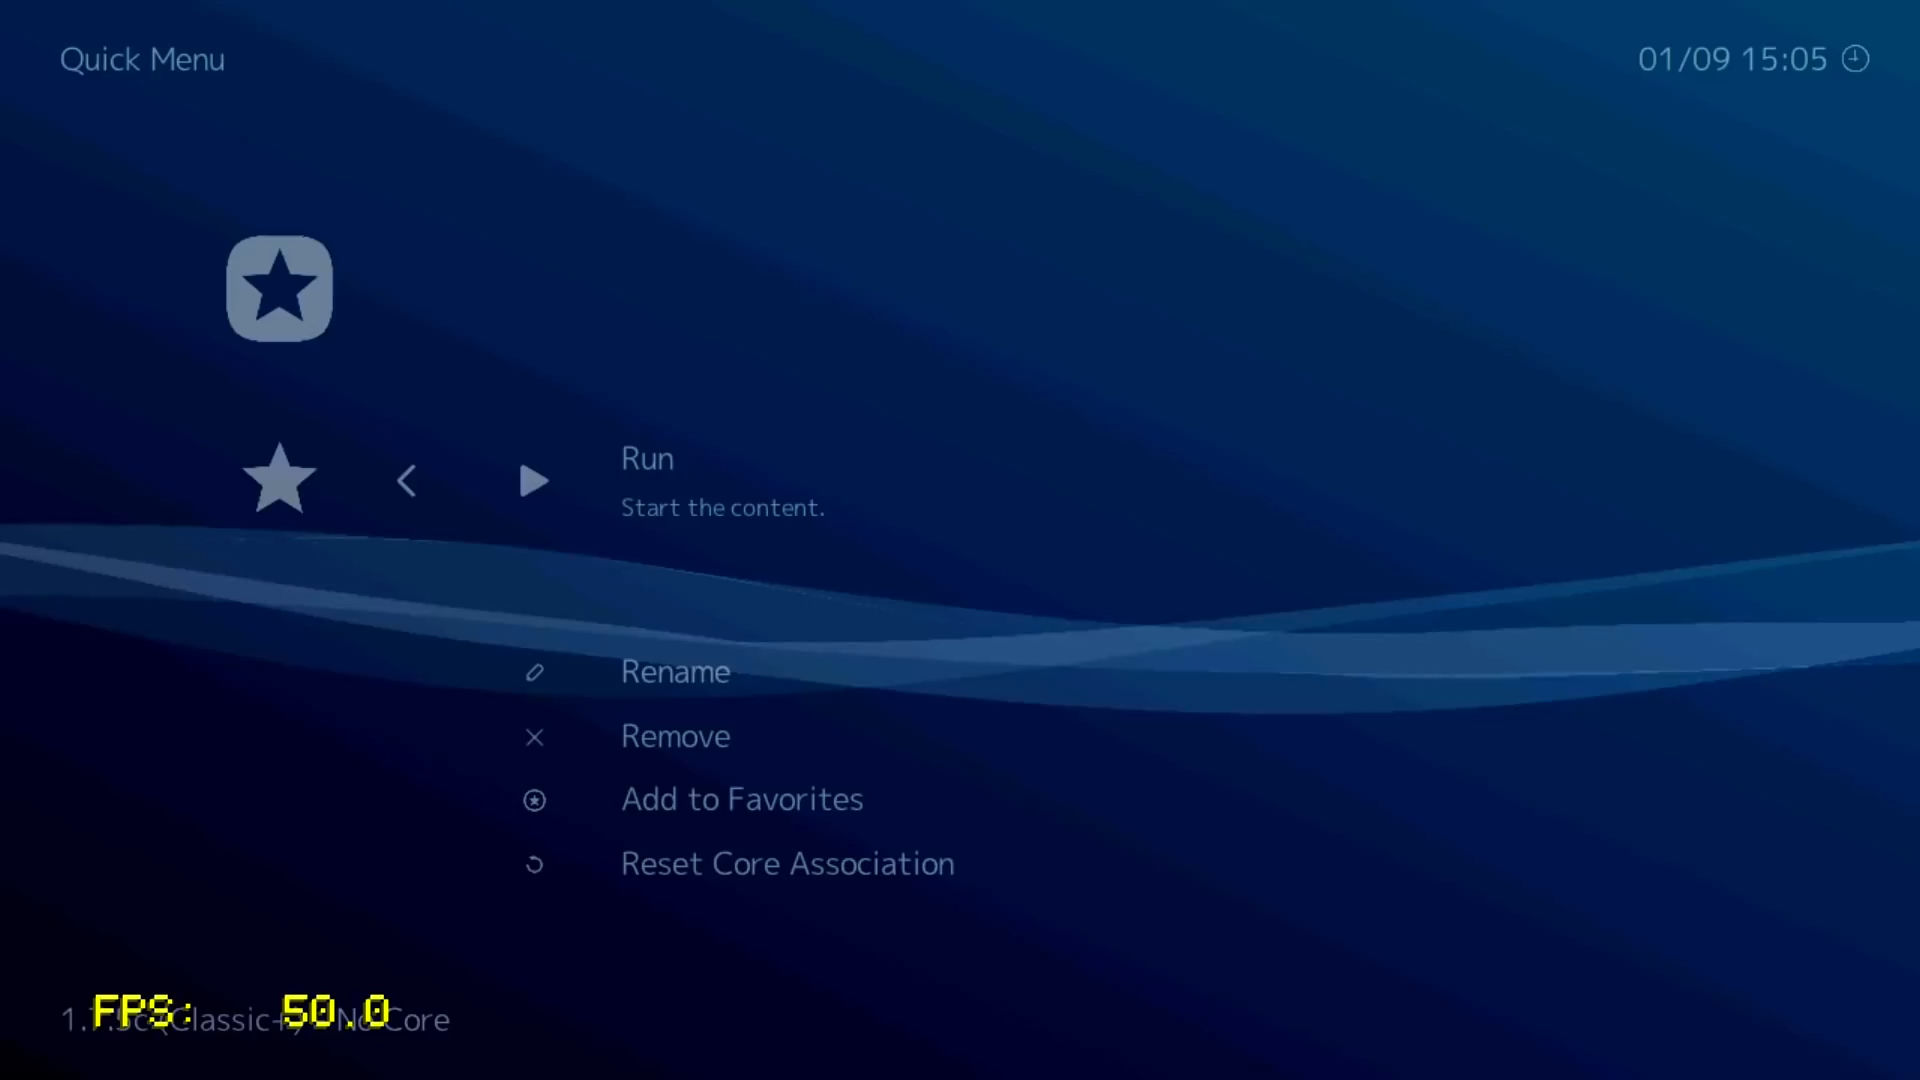 Quick Menu
01/09 15:05
Run
Start the content.
Rename
Remove
Add to Favorites
Reset Core Association
FPS: 50.0
Core